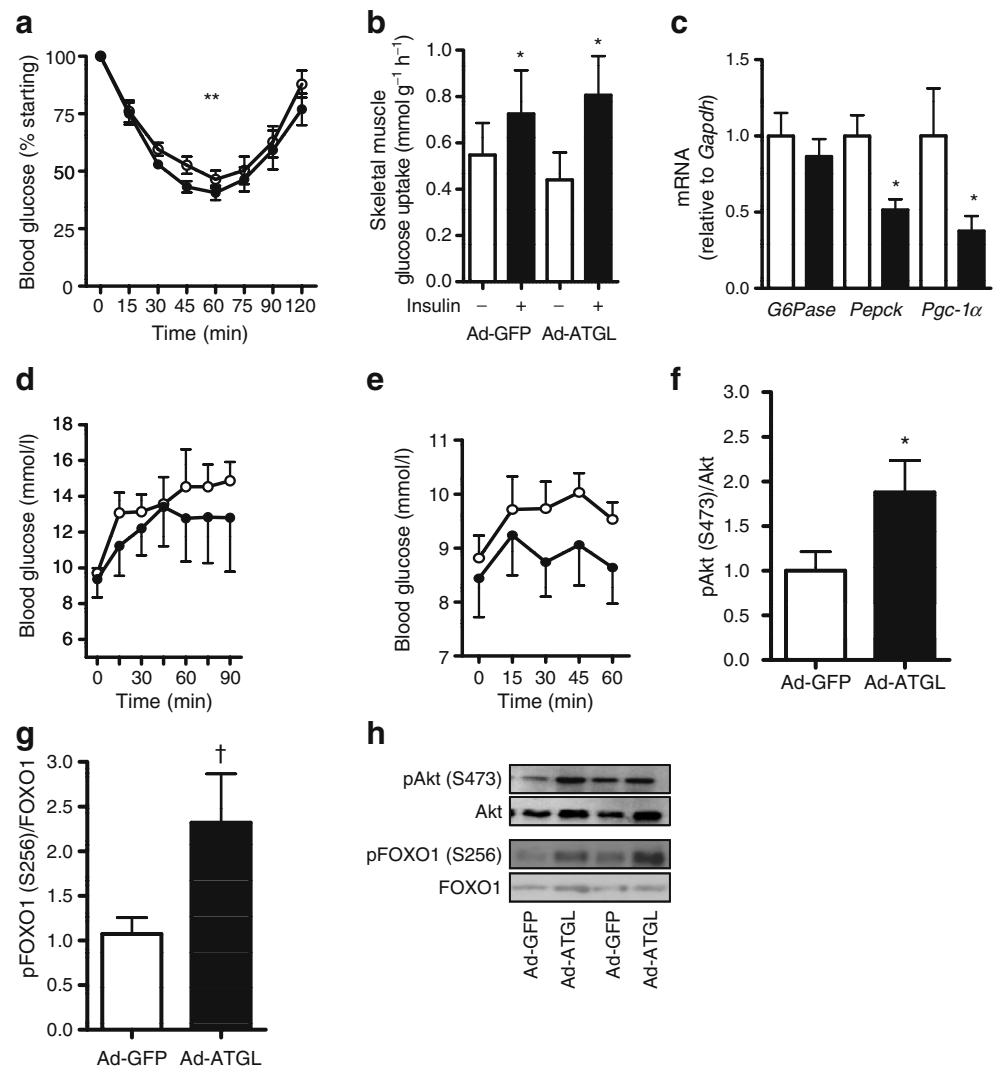 a
Blood glucose (% starting)
100
75
50
25
0
**
0 15 30 45 60 75 90 120
Time (min)
b
Skeletal muscle
glucose uptake (mmol g⁻¹ h⁻¹)
1.0
0.8
0.6
0.4
0.2
0.0
* *
Insulin − + − +
Ad-GFP Ad-ATGL
c
mRNA
(relative to Gapdh)
1.5
1.0
0.5
0.0
* *
G6Pase Pepck Pgc-1α
d
Blood glucose (mmol/l)
18
16
14
12
10
8
6
0 30 60 90
Time (min)
e
Blood glucose (mmol/l)
11
10
9
8
7
0 15 30 45 60
Time (min)
f
pAkt (S473)/Akt
3.0
2.5
2.0
1.5
1.0
0.5
0.0
*
Ad-GFP Ad-ATGL
g
pFOXO1 (S256)/FOXO1
3.0
2.5
2.0
1.5
1.0
0.5
0.0
†
Ad-GFP Ad-ATGL
h
pAkt (S473)
Akt
pFOXO1 (S256)
FOXO1
Ad-GFP
Ad-ATGL
Ad-GFP
Ad-ATGL